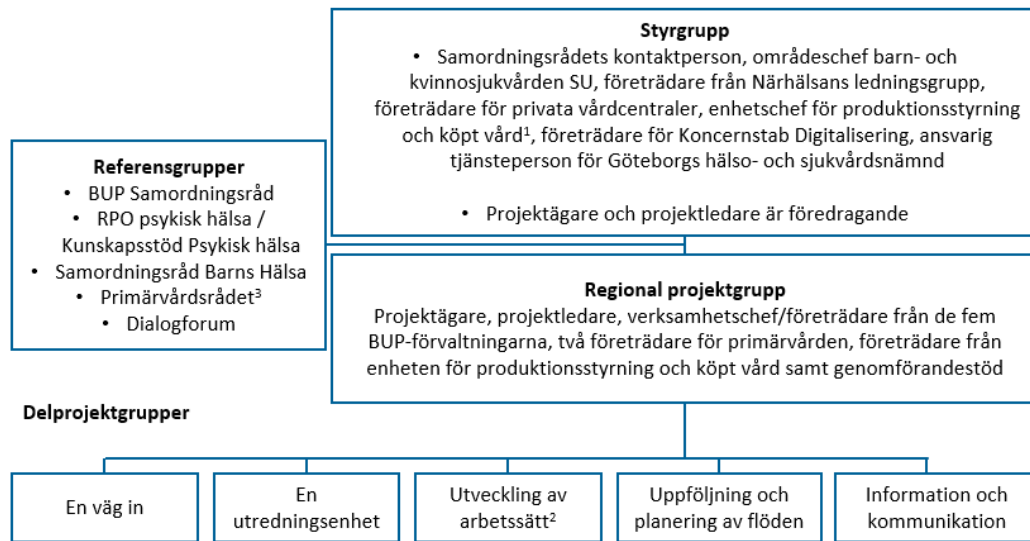 Styrgrupp
• Samordningsrådets kontaktperson, områdeschef barn- och
kvinnosjukvården SU, företrädare från Närhälsans ledningsgrupp,
företrädare för privata vårdcentraler, enhetschef för produktionsstyrning
och köpt vård¹, företrädare för Koncernstab Digitalisering, ansvarig
tjänsteperson för Göteborgs hälso- och sjukvårdsnämnd
• Projektägare och projektledare är föredragande
Referensgrupper
• BUP Samordningsråd
• RPO psykisk hälsa /
Kunskapsstöd Psykisk hälsa
• Samordningsråd Barns Hälsa
• Primärvårdsrådet³
• Dialogforum
Regional projektgrupp
Projektägare, projektledare, verksamhetschef/företrädare från de fem
BUP-förvaltningarna, två företrädare för primärvården, företrädare från
enheten för produktionsstyrning och köpt vård samt genomförandestöd
Delprojektgrupper
En väg in
En
utredningsenhet
Utveckling av
arbetssätt²
Uppföljning och
planering av flöden
Information och
kommunikation